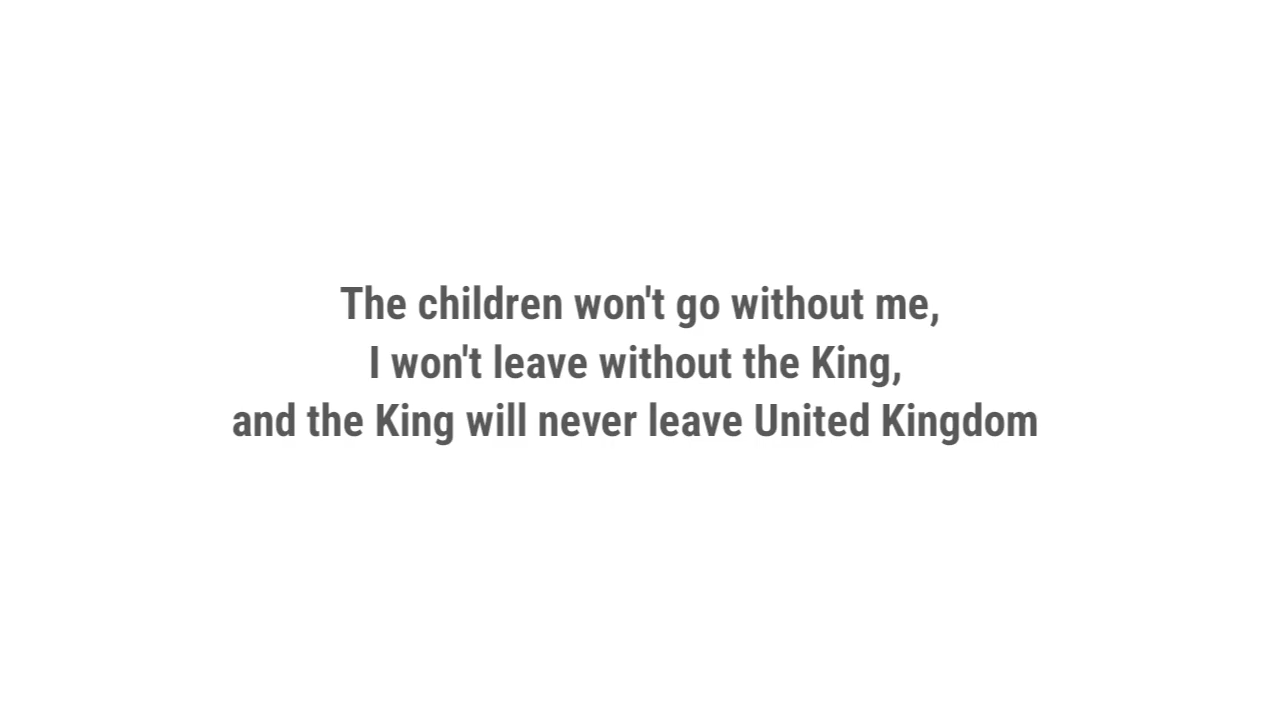 The children won't go without me,
I won't leave without the King,
and the King will never leave United Kingdom